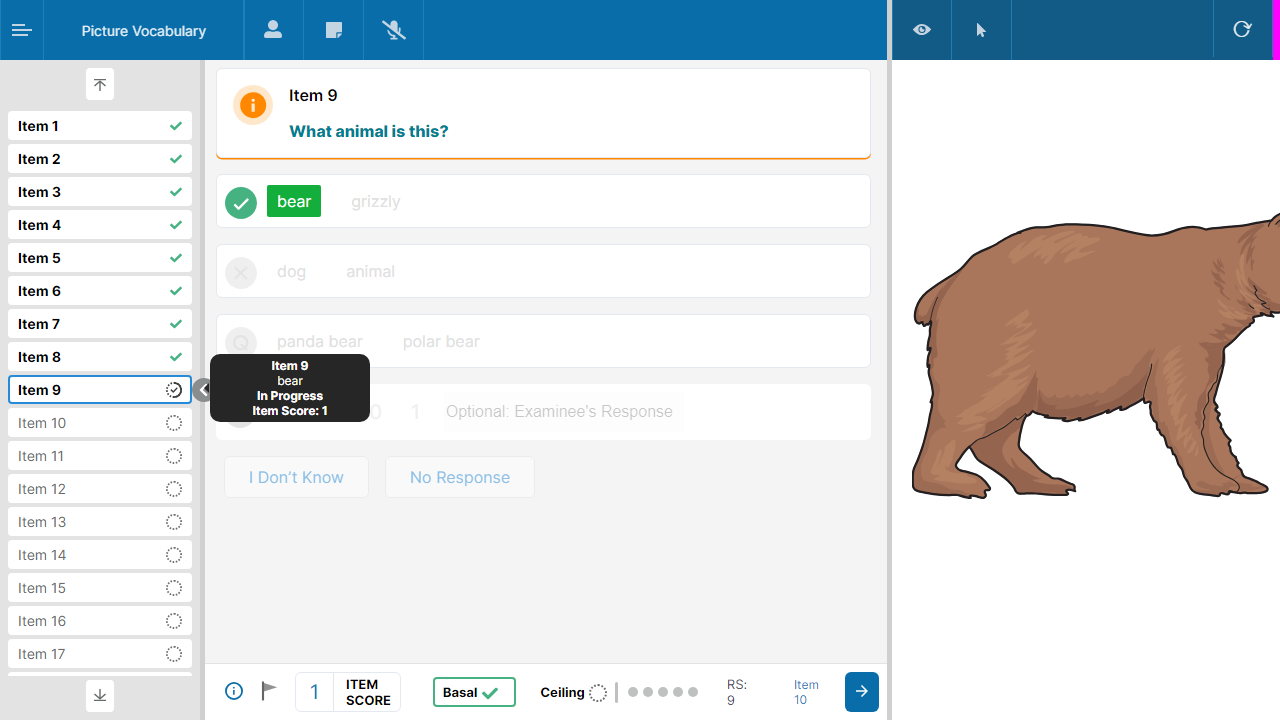 Picture Vocabulary
Item 1
Item 2
Item 3
Item 4
Item 5
Item 6
Item 7
Item 8
Item 9
Item 10
Item 11
Item 12
Item 13
Item 14
Item 15
Item 16
Item 17
Item 9
What animal is this?
bear grizzly
dog animal
Q panda bear polar bear
Item 9
bear
In Progress
Item Score: 1
0 1 Optional: Examinee's Response
I Don't Know No Response
1 ITEM SCORE
Basal
Ceiling
RS: 9
Item 10